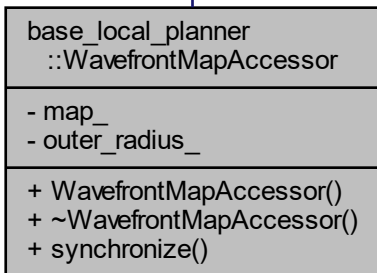 base_local_planner
::WavefrontMapAccessor
- map_
- outer_radius_
+ WavefrontMapAccessor()
+ ~WavefrontMapAccessor()
+ synchronize()